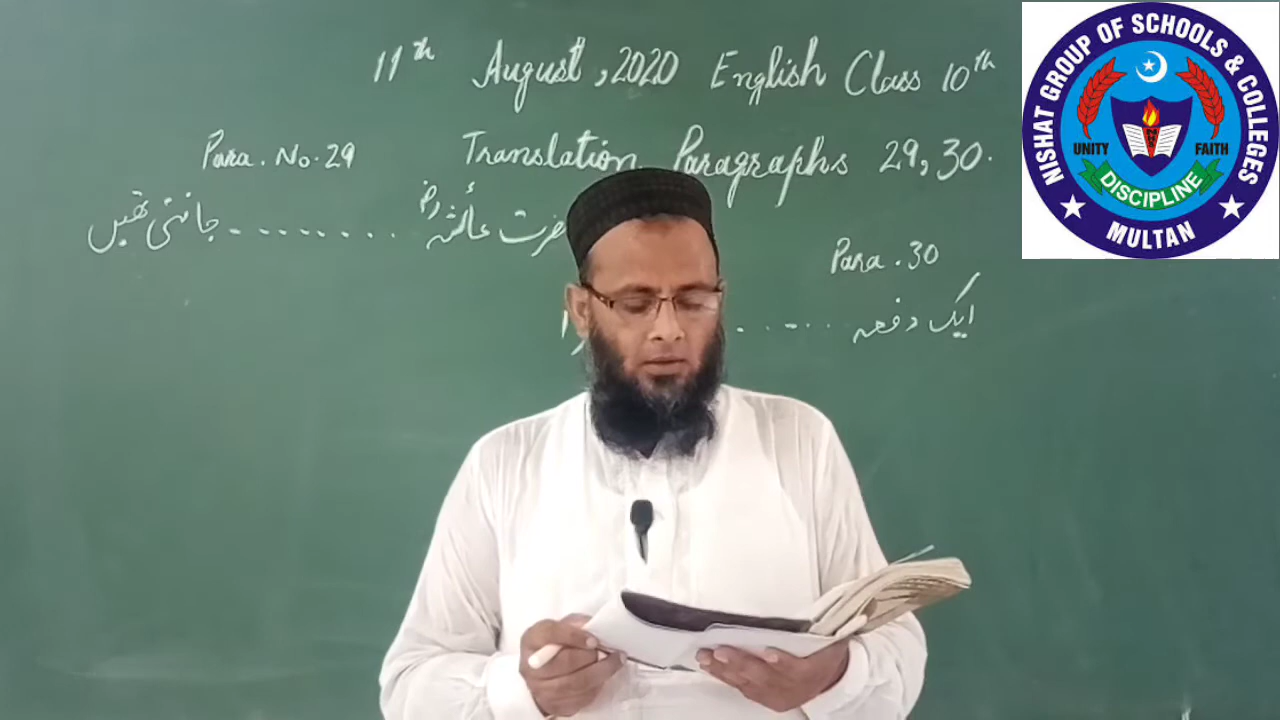 11th August, 2020 English Class 10th
Translation Paragraphs 29, 30.
Para. No. 29
حضرت عائشہؓ . . . . . . . . جانتی تھیں
Para. 30
ایک دفعہ . . . . . .
NISHAT GROUP OF SCHOOLS & COLLEGES
UNITY
FAITH
DISCIPLINE
MULTAN